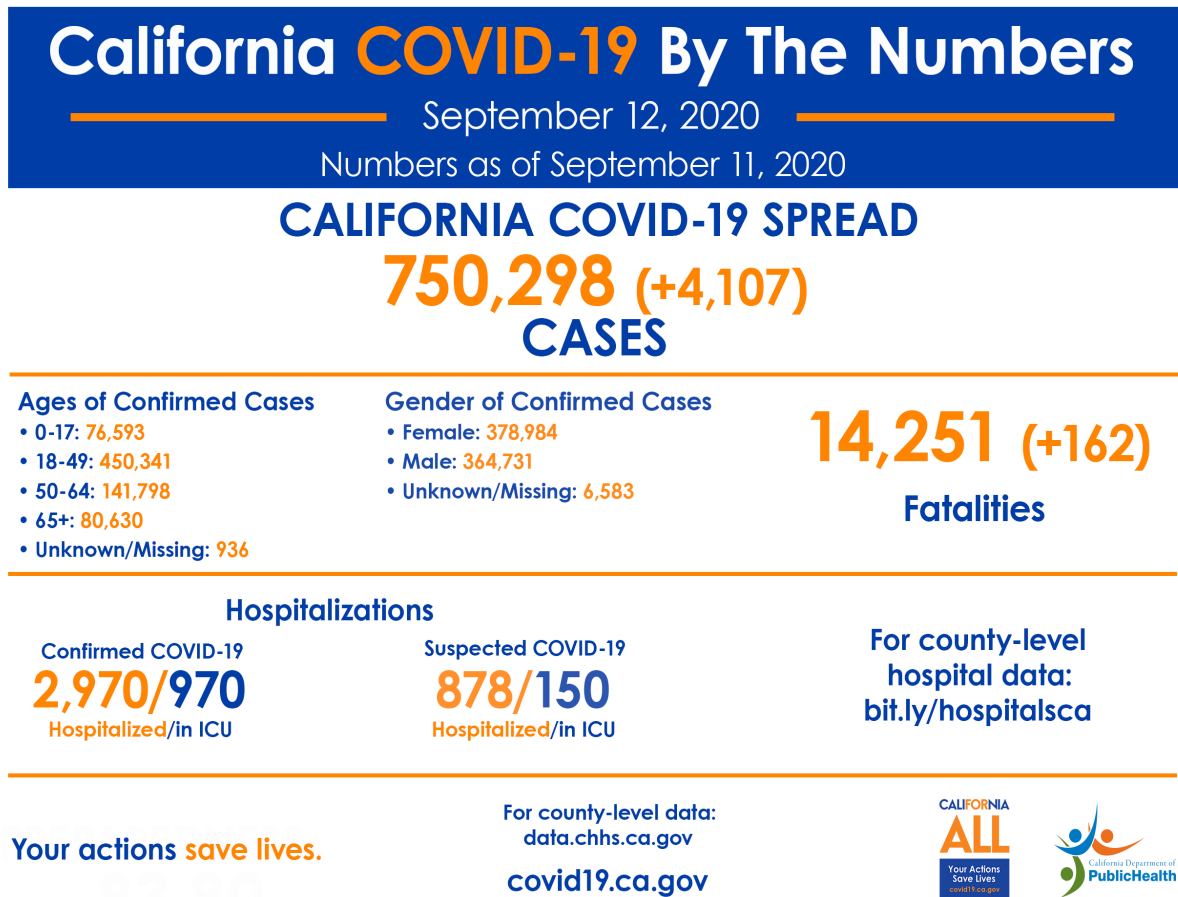 California COVID-19 By The Numbers
September 12, 2020
Numbers as of September 11, 2020
CALIFORNIA COVID-19 SPREAD
750,298 (+4,107)
CASES
Ages of Confirmed Cases
• 0-17: 76,593
• 18-49: 450,341
• 50-64: 141,798
• 65+: 80,630
• Unknown/Missing: 936
Gender of Confirmed Cases
• Female: 378,984
• Male: 364,731
• Unknown/Missing: 6,583
14,251 (+162)
Fatalities
Hospitalizations
Confirmed COVID-19
2,970/970
Hospitalized/in ICU
Suspected COVID-19
878/150
Hospitalized/in ICU
For county-level
hospital data:
bit.ly/hospitalsca
Your actions save lives.
For county-level data:
data.chhs.ca.gov
covid19.ca.gov
CALIFORNIA
ALL
Your Actions
Save Lives
covid19.ca.gov
California Department of
PublicHealth